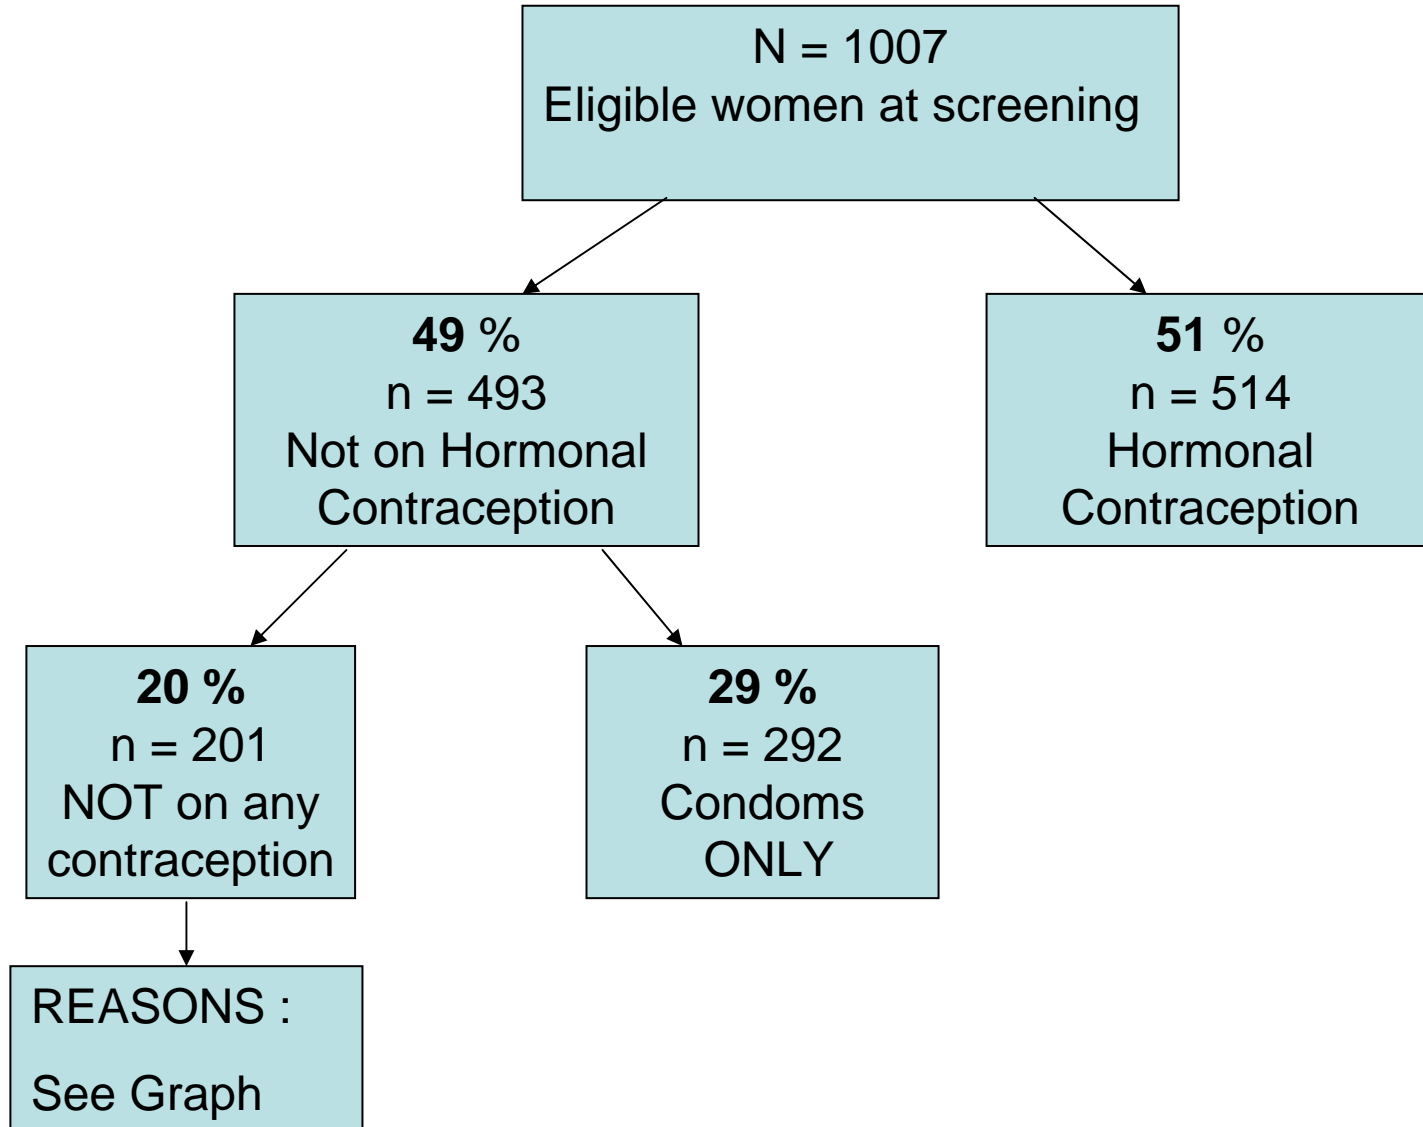 N = 1007
Eligible women at screening
49 %
n = 493
Not on Hormonal
Contraception
51 %
n = 514
Hormonal
Contraception
20 %
n = 201
NOT on any
contraception
29 %
n = 292
Condoms
ONLY
REASONS :
See Graph